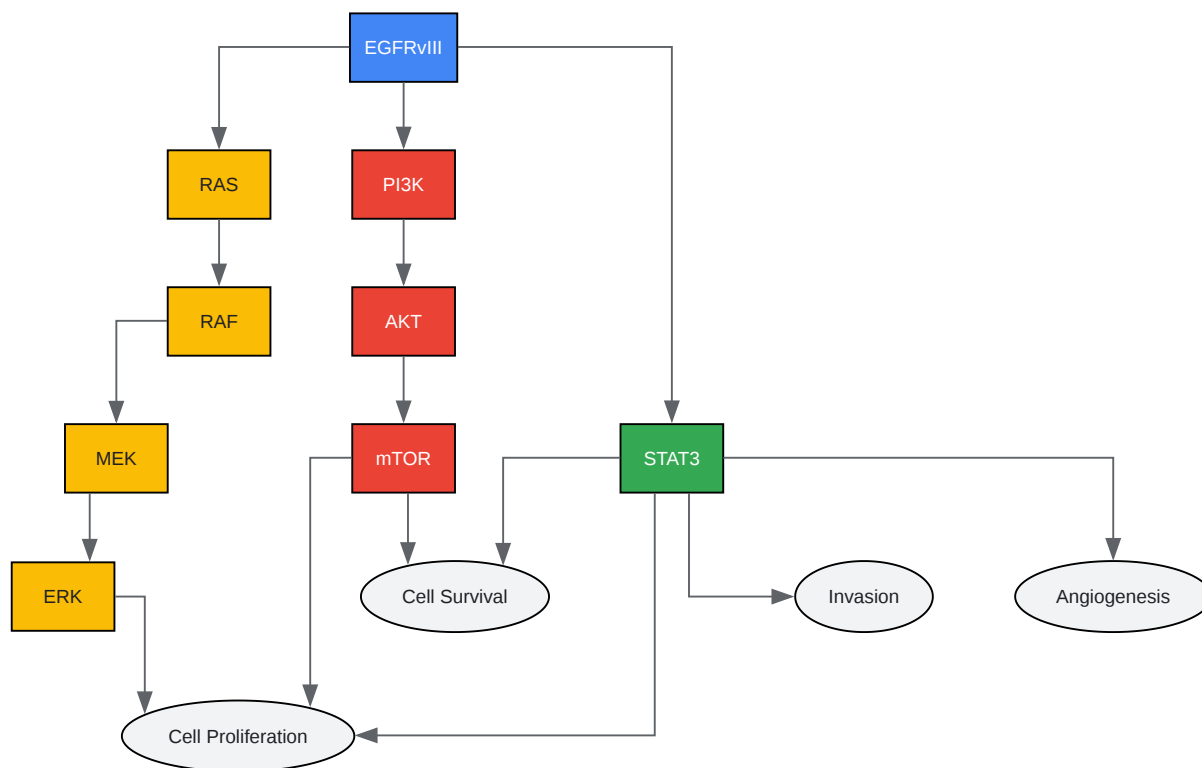 EGFRvIII
RAS
PI3K
RAF
AKT
MEK
mTOR
STAT3
ERK
Cell Survival
Invasion
Angiogenesis
Cell Proliferation